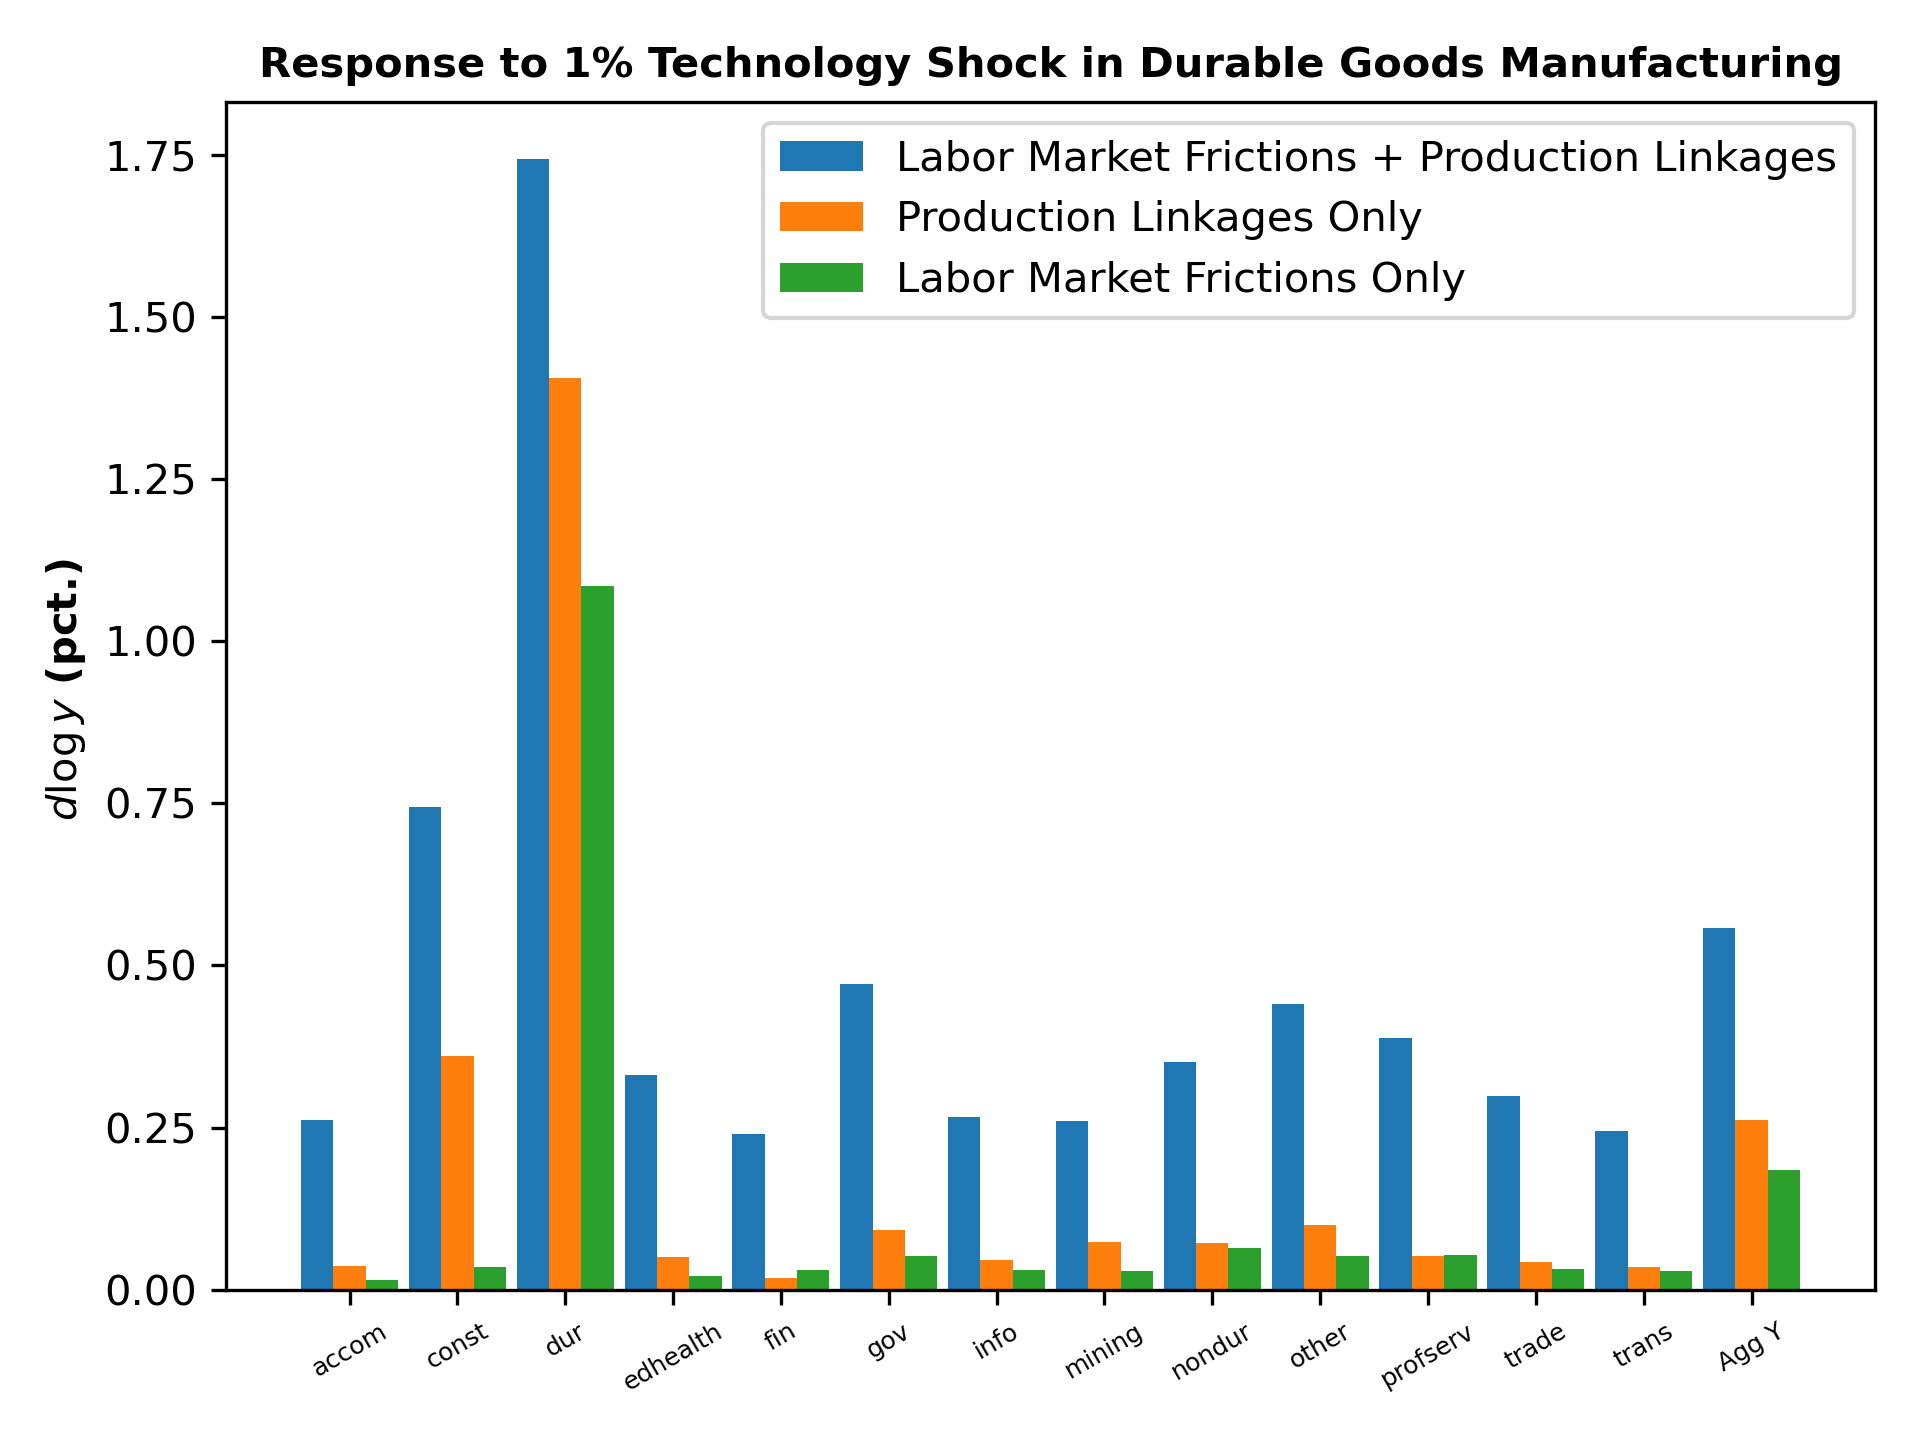 Response to 1% Technology Shock in Durable Goods Manufacturing
Labor Market Frictions + Production Linkages
Production Linkages Only
Labor Market Frictions Only
1.75
1.50
1.25
1.00
0.75
0.50
0.25
0.00
dlog y (pct.)
accom
const
dur
edhealth
fin
gov
info
mining
nondur
other
profserv
trade
trans
Agg Y